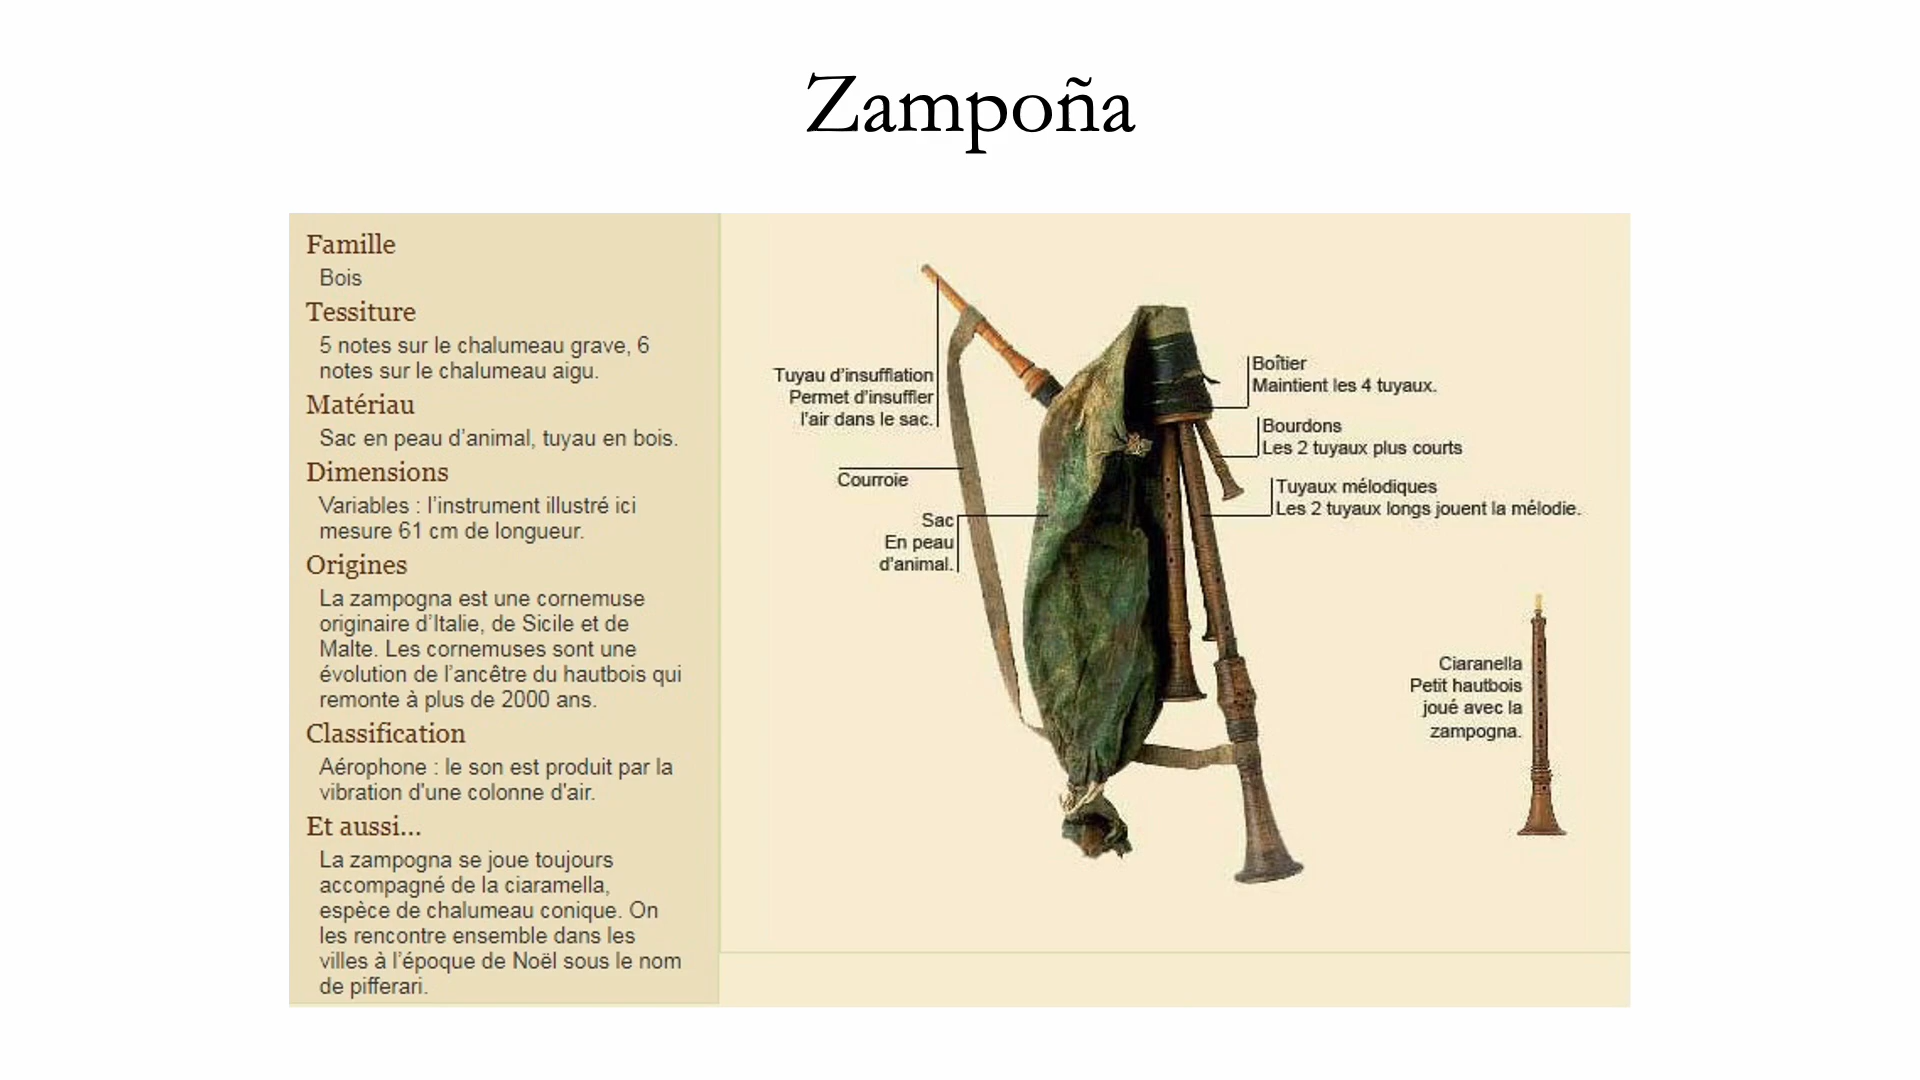 Zampoña
Famille
Bois
Tessiture
5 notes sur le chalumeau grave, 6
notes sur le chalumeau aigu.
Matériau
Sac en peau d'animal, tuyau en bois.
Dimensions
Variables : l'instrument illustré ici
mesure 61 cm de longueur.
Origines
La zampogna est une cornemuse
originaire d'Italie, de Sicile et de
Malte. Les cornemuses sont une
évolution de l'ancêtre du hautbois qui
remonte à plus de 2000 ans.
Classification
Aérophone : le son est produit par la
vibration d'une colonne d'air.
Et aussi...
La zampogna se joue toujours
accompagné de la ciaramella,
espèce de chalumeau conique. On
les rencontre ensemble dans les
villes à l'époque de Noël sous le nom
de pifferari.
Tuyau d'insufflation
Permet d'insuffler
l'air dans le sac.
Courroie
Sac
En peau
d'animal.
Boîtier
Maintient les 4 tuyaux.
Bourdons
Les 2 tuyaux plus courts
Tuyaux mélodiques
Les 2 tuyaux longs jouent la mélodie.
Ciaranella
Petit hautbois
joué avec la
zampogna.